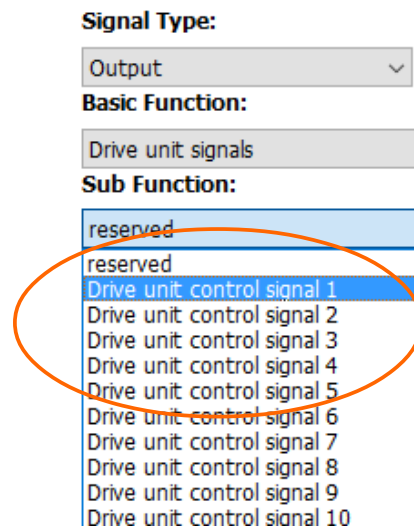 Signal Type:
Output
Basic Function:
Drive unit signals
Sub Function:
reserved
reserved
Drive unit control signal 1
Drive unit control signal 2
Drive unit control signal 3
Drive unit control signal 4
Drive unit control signal 5
Drive unit control signal 6
Drive unit control signal 7
Drive unit control signal 8
Drive unit control signal 9
Drive unit control signal 10